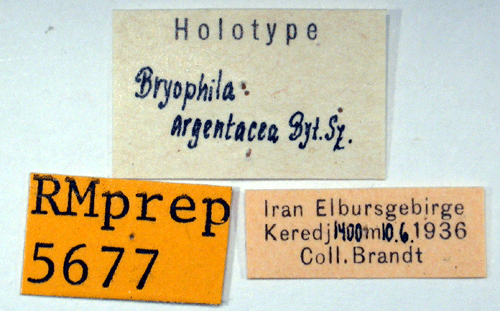 Holotype
Bryophila
argentacea Byt. Sz.
RMprep
5677
Iran Elbursgebirge
Keredj 1400m 10.6.1936
Coll. Brandt